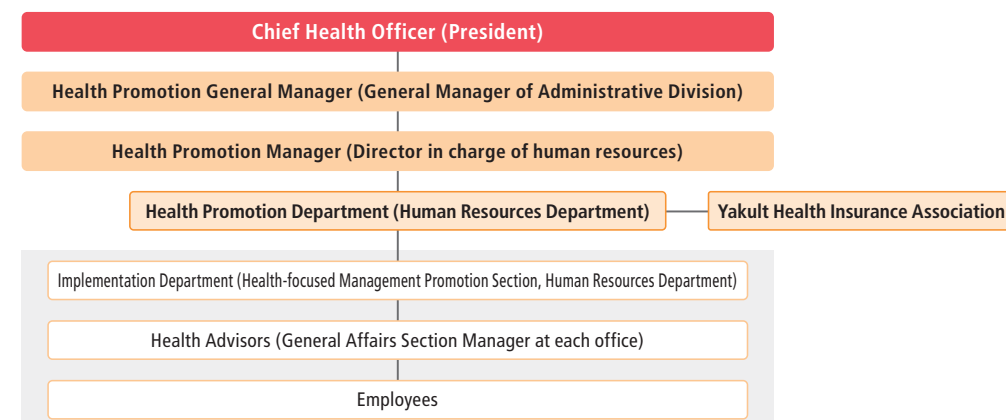 Chief Health Officer (President)
Health Promotion General Manager (General Manager of Administrative Division)
Health Promotion Manager (Director in charge of human resources)
Health Promotion Department (Human Resources Department)
Yakult Health Insurance Association
Implementation Department (Health-focused Management Promotion Section, Human Resources Department)
Health Advisors (General Affairs Section Manager at each office)
Employees